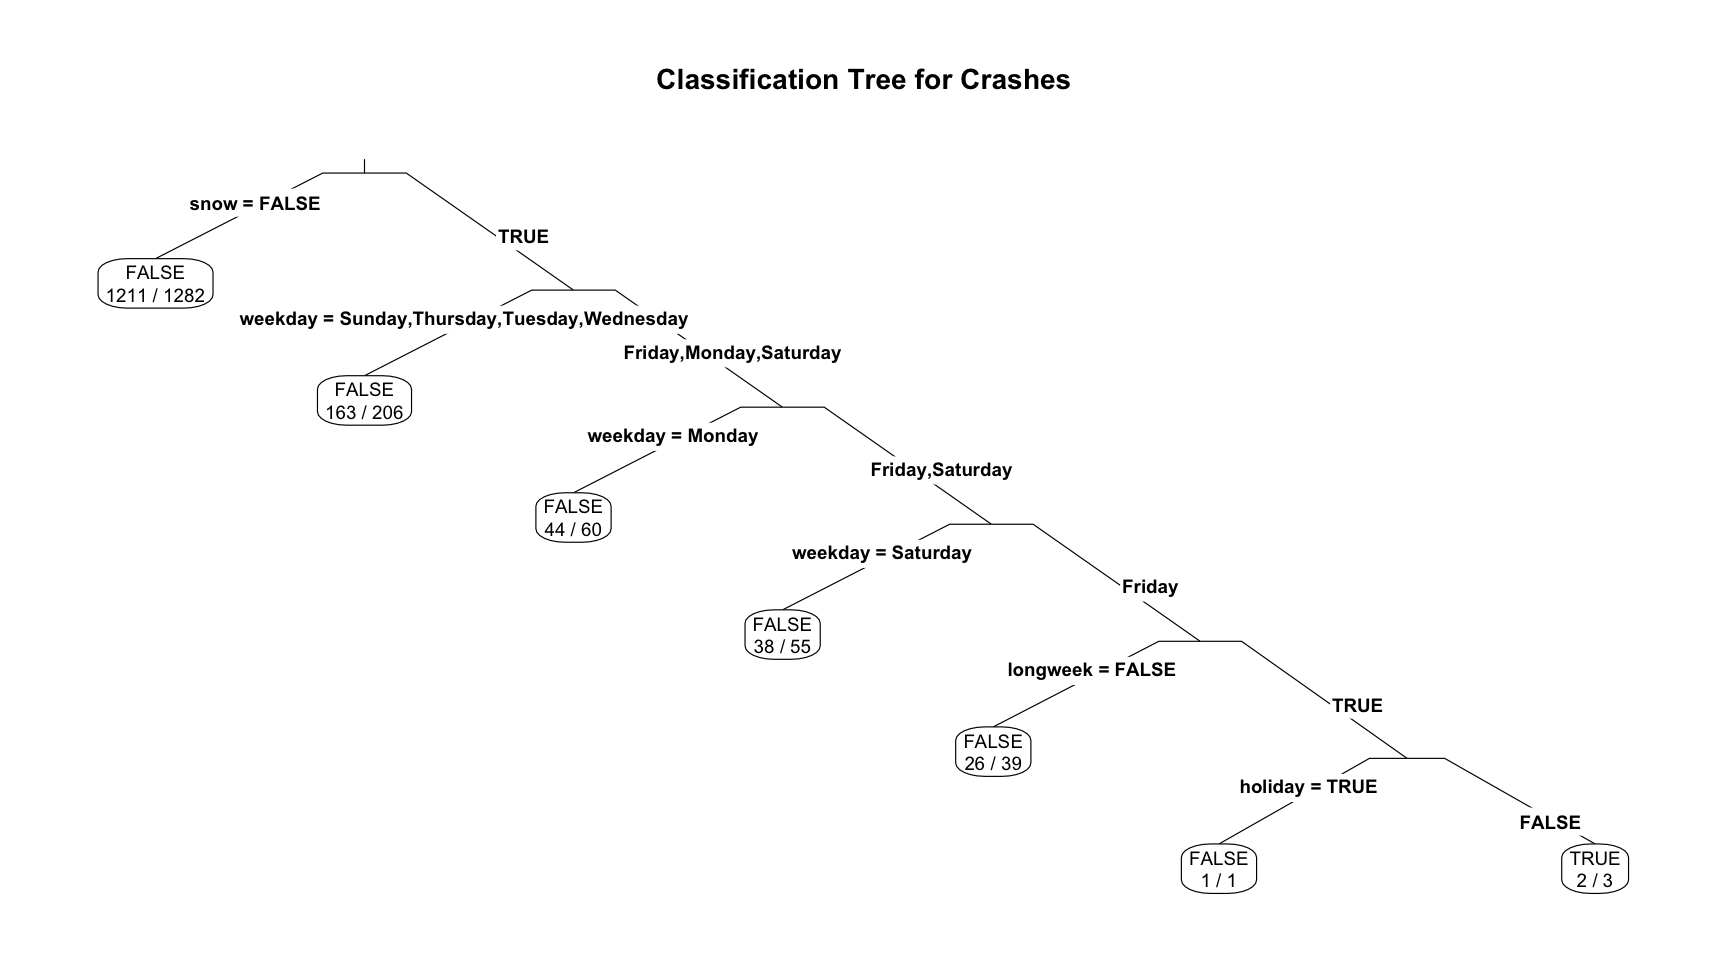 Classification Tree for Crashes
snow = FALSE
TRUE
FALSE
1211 / 1282
weekday = Sunday,Thursday,Tuesday,Wednesday
Friday,Monday,Saturday
FALSE
163 / 206
weekday = Monday
Friday,Saturday
FALSE
44 / 60
weekday = Saturday
Friday
FALSE
38 / 55
longweek = FALSE
TRUE
FALSE
26 / 39
holiday = TRUE
FALSE
FALSE
1 / 1
TRUE
2 / 3